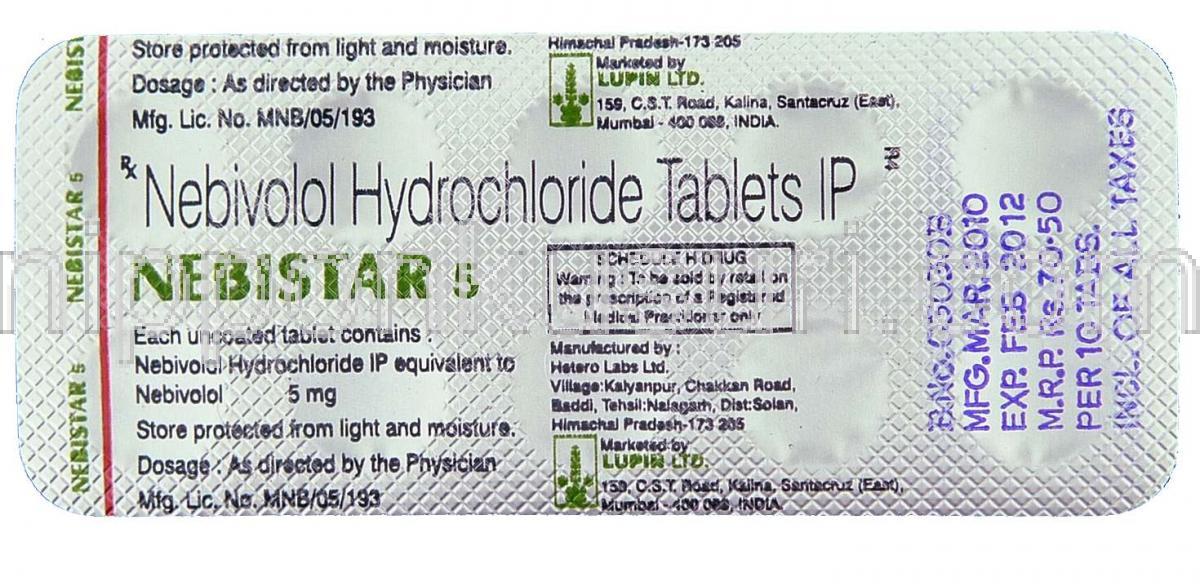 NEBISTAR 5
NEBISTAR 5
NEBISTAR 5
Store protected from light and moisture.
Dosage : As directed by the Physician
Mfg. Lic. No. MNB/05/193
Himachal Pradesh-173 205
Marketed by
LUPIN LTD.
159, C.S.T. Road, Kalina, Santacruz (East),
Mumbai - 400 098, INDIA.
Rx Nebivolol Hydrochloride Tablets IP
NEBISTAR 5
Each uncoated tablet contains :
Nebivolol Hydrochloride IP equivalent to
Nebivolol 5 mg
Store protected from light and moisture.
Dosage : As directed by the Physician
Mfg. Lic. No. MNB/05/193
SCHEDULE H DRUG
Warning : To be sold by retail on
the prescription of a Registered
Medical Practitioner only
Manufactured by :
Hetero Labs Ltd.
Village:Kalyanpur, Chakkan Road,
Baddi, Tehsil:Nalagarh, Dist:Solan,
Himachal Pradesh-173 205
Marketed by
LUPIN LTD.
159, C.S.T. Road, Kalina, Santacruz (East),
Mumbai - 400 098, INDIA.
MFG.MAR.2010
EXP. FEB 2012
M.R.P. Rs.70·50
PER 10 TABS.
INCL.OF ALL TAXES